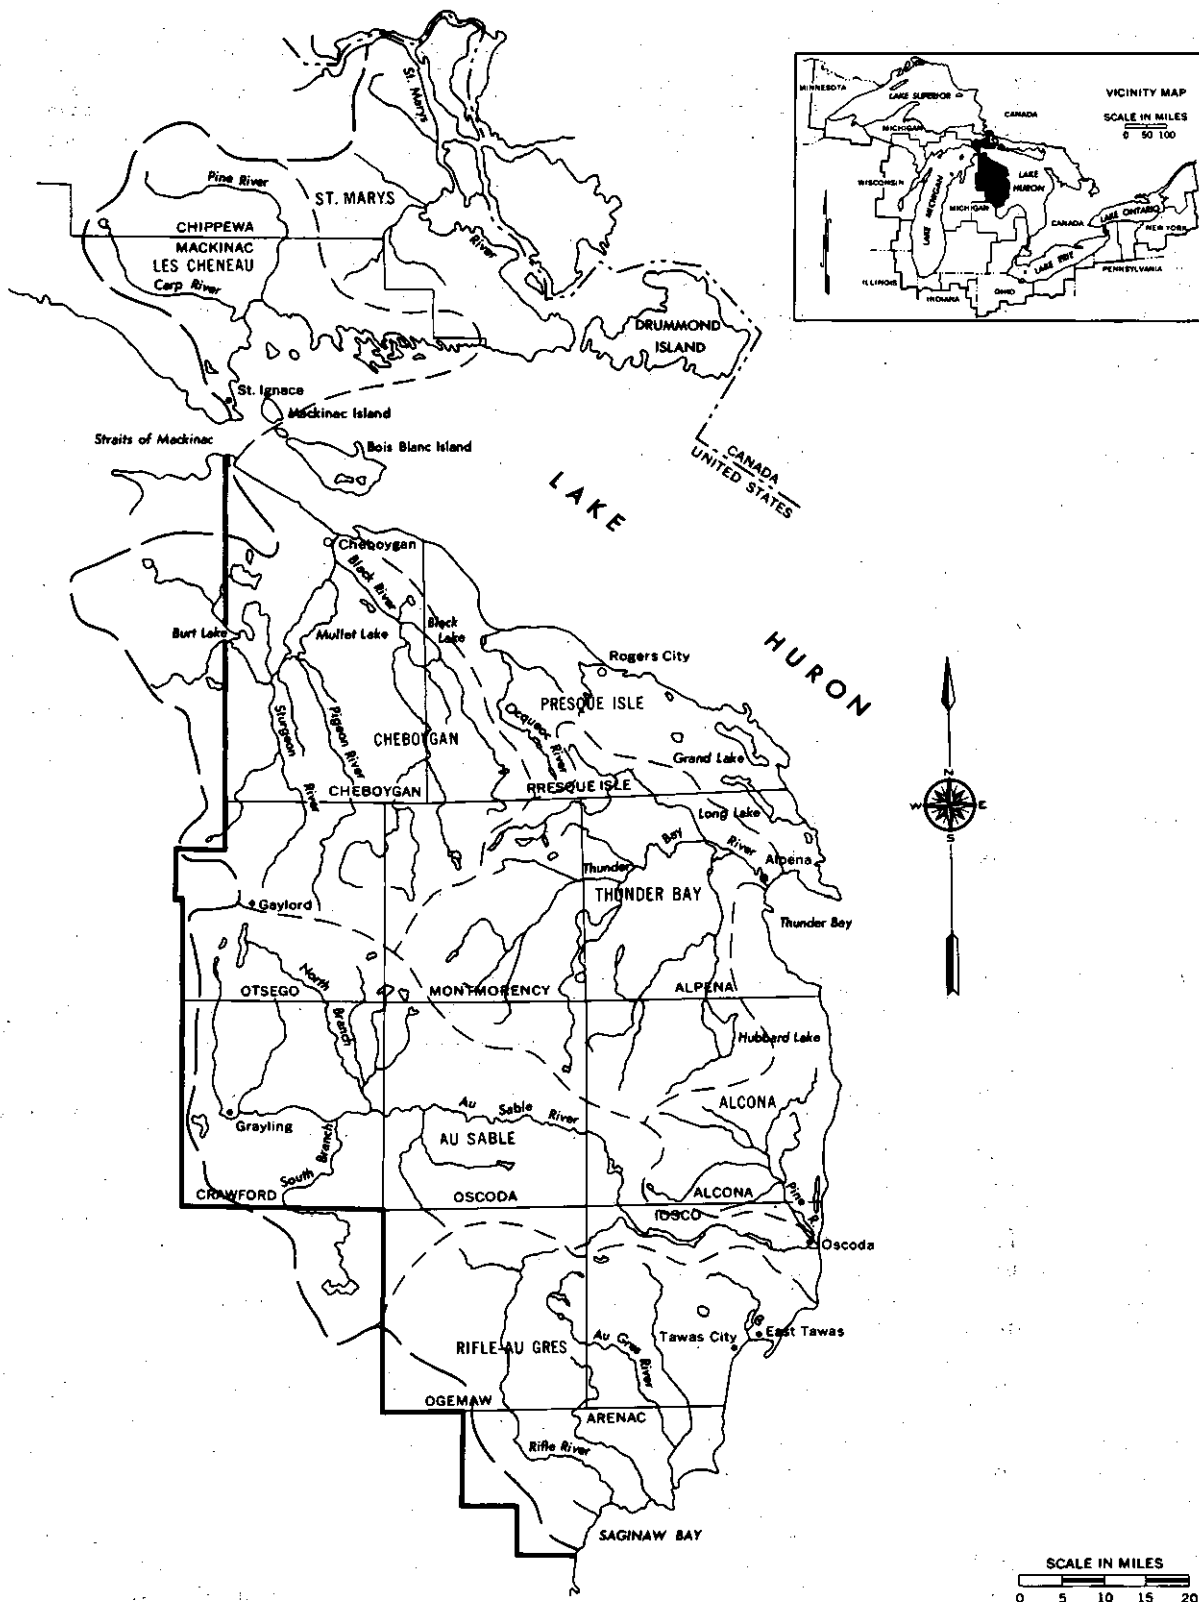 VICINITY MAP
SCALE IN MILES
0 50 100
MINNESOTA
LAKE SUPERIOR
CANADA
MICHIGAN
WISCONSIN
LAKE MICHIGAN
LAKE HURON
MICHIGAN
CANADA
LAKE ONTARIO
NEW YORK
LAKE ERIE
PENNSYLVANIA
ILLINOIS
INDIANA
OHIO
St. Marys
Pine River
ST. MARYS
CHIPPEWA
MACKINAC
LES CHENEAU
River
Carp River
DRUMMOND
ISLAND
St. Ignace
Mackinac Island
Straits of Mackinac
Bois Blanc Island
CANADA
UNITED STATES
LAKE
HURON
Cheboygan
Black River
Burt Lake
Mullet Lake
Black
Lake
Rogers City
PRESQUE ISLE
Sturgeon
River
Pigeon River
Ocqueoc River
CHEBOYGAN
Grand Lake
CHEBOYGAN
PRESQUE ISLE
Long Lake
Thunder
Bay
River
Alpena
THUNDER BAY
Gaylord
Thunder Bay
North
Branch
OTSEGO
MONTMORENCY
ALPENA
Hubbard Lake
N
W E
S
Au
Sable
River
ALCONA
Grayling
AU SABLE
South Branch
CRAWFORD
OSCODA
ALCONA
Pine R.
IOSCO
Oscoda
Tawas City
East Tawas
RIFLE-AU GRES
Au Gres River
OGEMAW
ARENAC
Rifle River
SAGINAW BAY
SCALE IN MILES
0 5 10 15 20